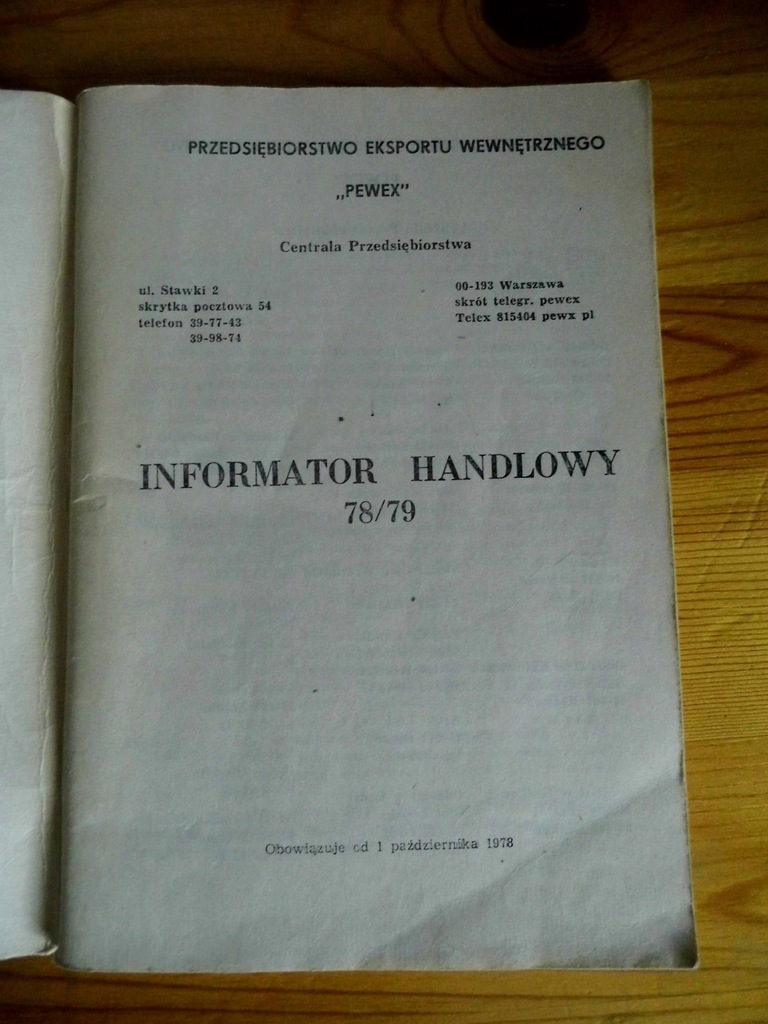 PRZEDSIĘBIORSTWO EKSPORTU WEWNĘTRZNEGO
„PEWEX”
Centrala Przedsiębiorstwa
ul. Stawki 2
skrytka pocztowa 54
telefon 39-77-43
39-98-74
00-193 Warszawa
skrót telegr. pewex
Telex 815404 pewx pl
INFORMATOR HANDLOWY
78/79
Obowiązuje od 1 października 1978